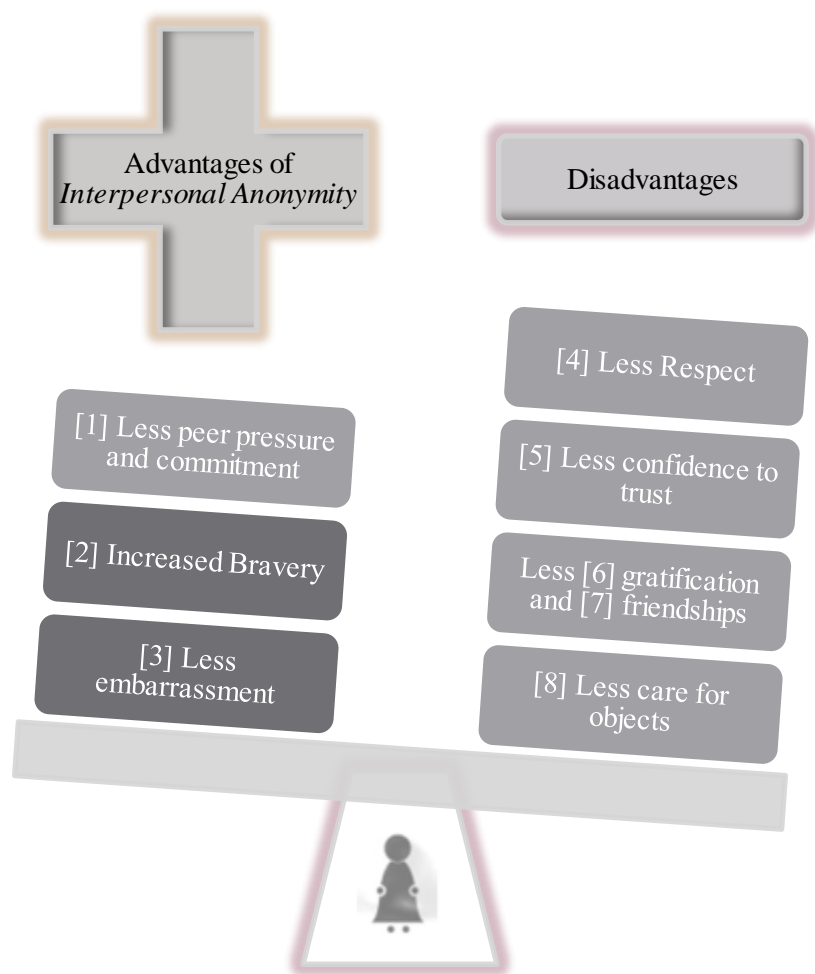 Advantages of
Interpersonal Anonymity
Disadvantages
[1] Less peer pressure
and commitment
[2] Increased Bravery
[3] Less
embarrassment
[4] Less Respect
[5] Less confidence to
trust
Less [6] gratification
and [7] friendships
[8] Less care for
objects